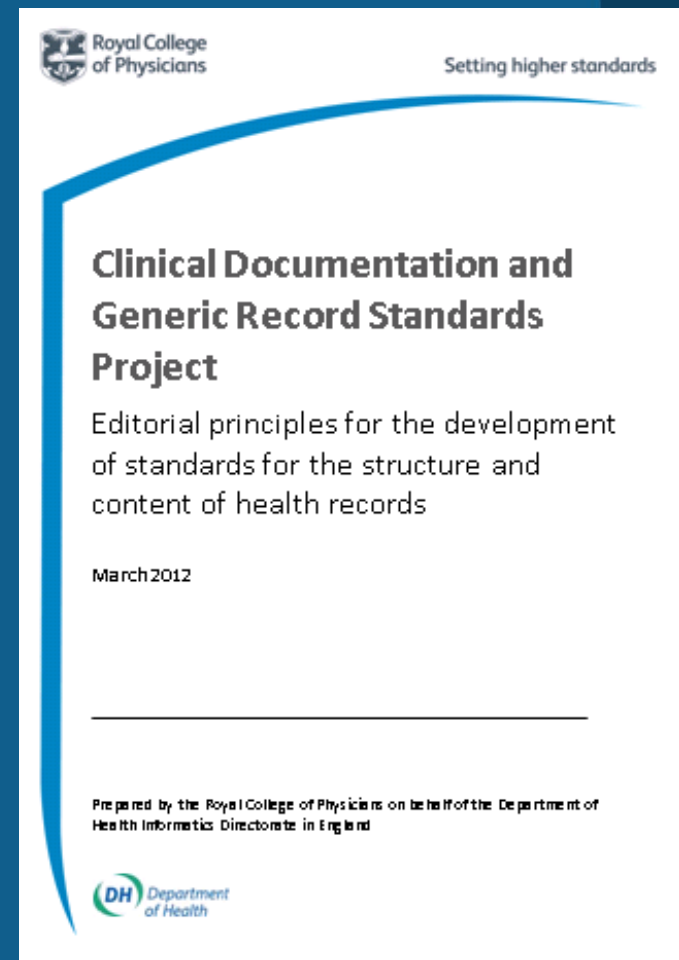 Royal College
of Physicians
Setting higher standards
Clinical Documentation and
Generic Record Standards
Project
Editorial principles for the development
of standards for the structure and
content of health records
March 2012
Prepared by the Royal College of Physicians on behalf of the Department of
Health Informatics Directorate in England
DH Department
of Health